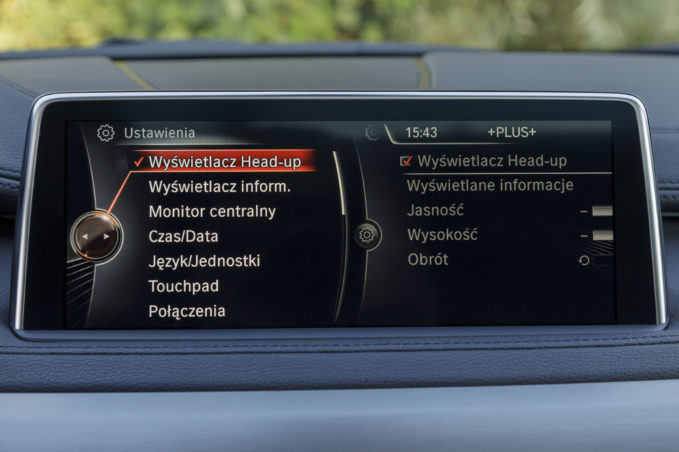 Ustawienia
Wyświetlacz Head-up
Wyświetlacz inform.
Monitor centralny
Czas/Data
Język/Jednostki
Touchpad
Połączenia
15:43 +PLUS+
Wyświetlacz Head-up
Wyświetlane informacje
Jasność
Wysokość
Obrót